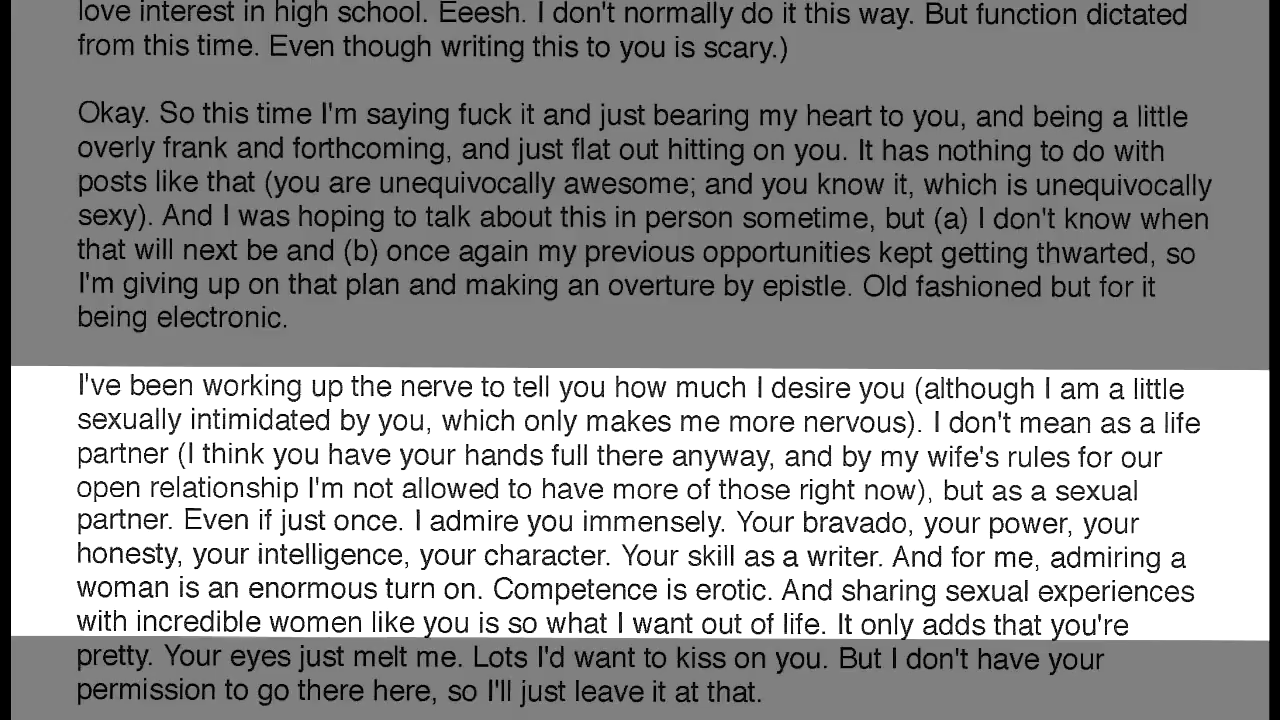 love interest in high school. Eeesh. I don't normally do it this way. But function dictated
from this time. Even though writing this to you is scary.)
Okay. So this time I'm saying fuck it and just bearing my heart to you, and being a little
overly frank and forthcoming, and just flat out hitting on you. It has nothing to do with
posts like that (you are unequivocally awesome; and you know it, which is unequivocally
sexy). And I was hoping to talk about this in person sometime, but (a) I don't know when
that will next be and (b) once again my previous opportunities kept getting thwarted, so
I'm giving up on that plan and making an overture by epistle. Old fashioned but for it
being electronic.
I've been working up the nerve to tell you how much I desire you (although I am a little
sexually intimidated by you, which only makes me more nervous). I don't mean as a life
partner (I think you have your hands full there anyway, and by my wife's rules for our
open relationship I'm not allowed to have more of those right now), but as a sexual
partner. Even if just once. I admire you immensely. Your bravado, your power, your
honesty, your intelligence, your character. Your skill as a writer. And for me, admiring a
woman is an enormous turn on. Competence is erotic. And sharing sexual experiences
with incredible women like you is so what I want out of life. It only adds that you're
pretty. Your eyes just melt me. Lots I'd want to kiss on you. But I don't have your
permission to go there here, so I'll just leave it at that.